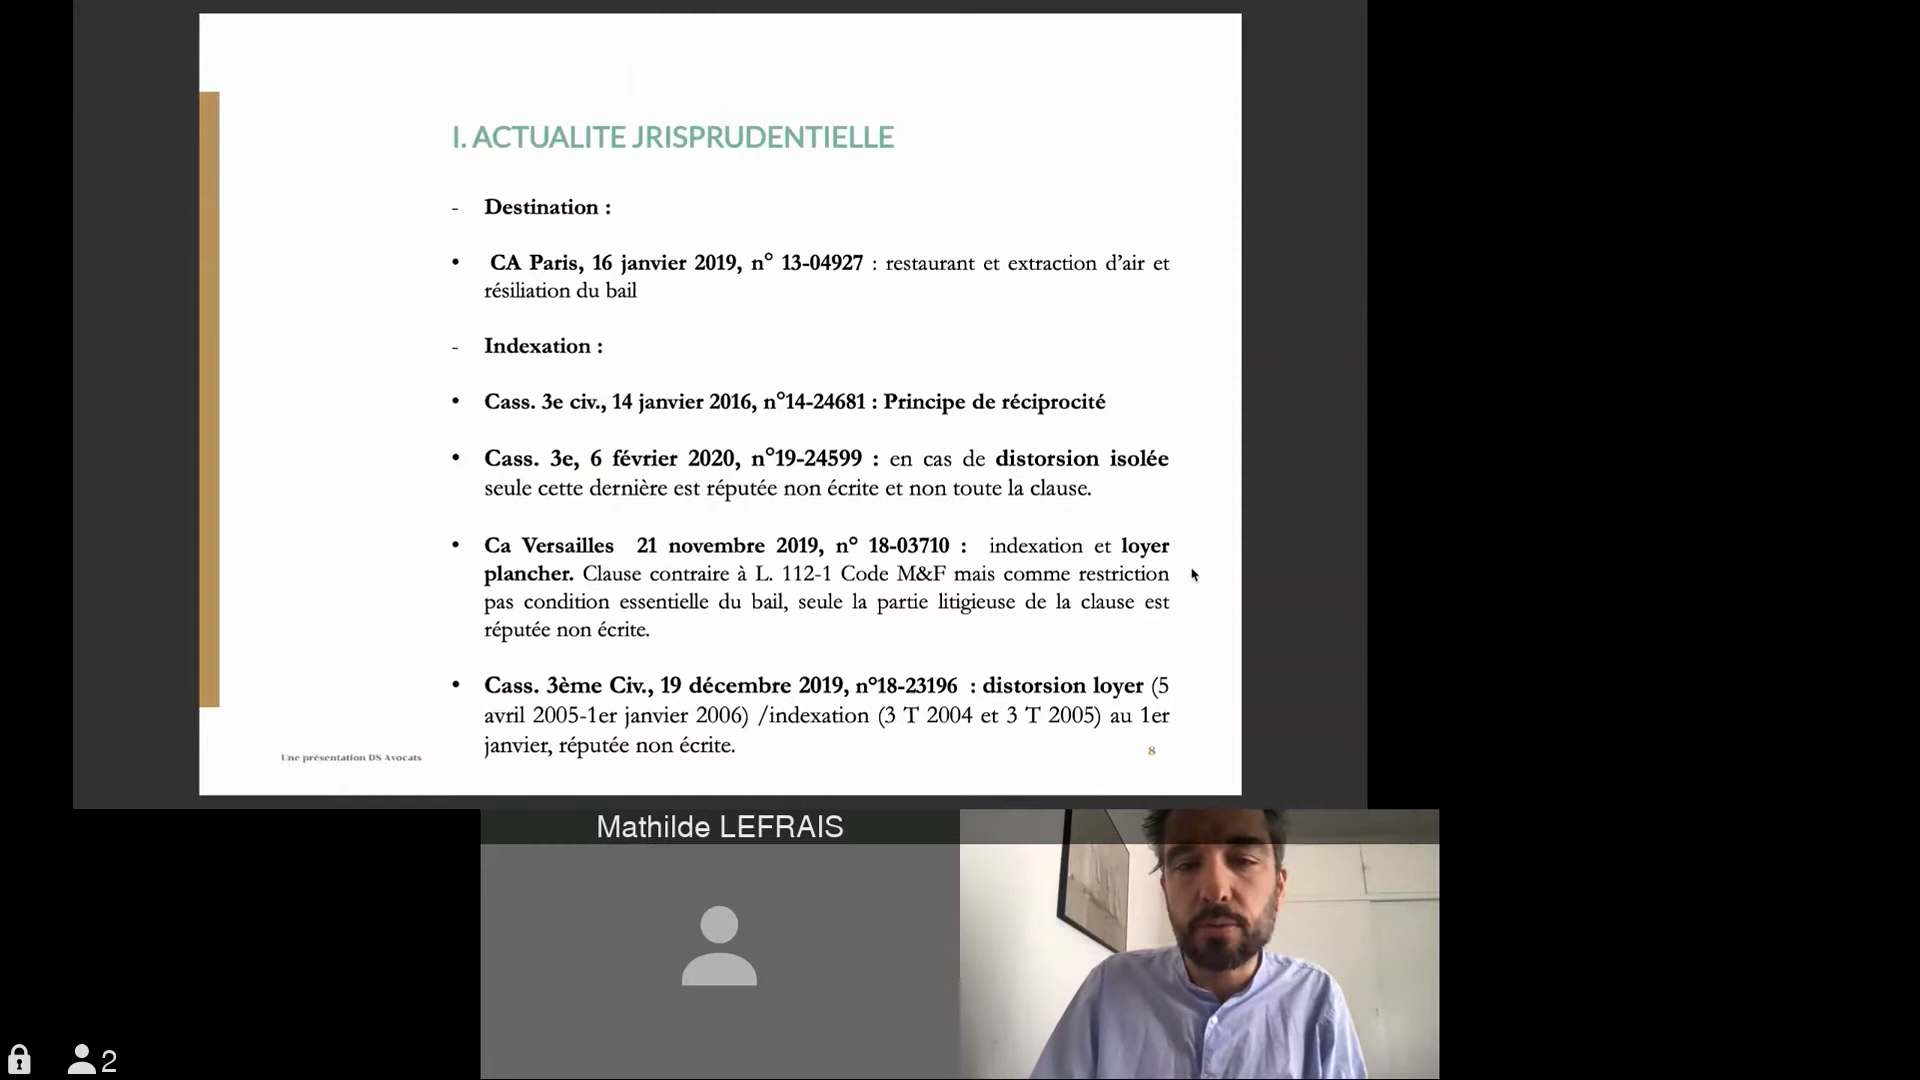 I. ACTUALITE JRISPRUDENTIELLE
- Destination :
• CA Paris, 16 janvier 2019, n° 13-04927 : restaurant et extraction d’air et
résiliation du bail
- Indexation :
• Cass. 3e civ., 14 janvier 2016, n°14-24681 : Principe de réciprocité
• Cass. 3e, 6 février 2020, n°19-24599 : en cas de distorsion isolée
seule cette dernière est réputée non écrite et non toute la clause.
• Ca Versailles 21 novembre 2019, n° 18-03710 : indexation et loyer
plancher. Clause contraire à L. 112-1 Code M&F mais comme restriction
pas condition essentielle du bail, seule la partie litigieuse de la clause est
réputée non écrite.
• Cass. 3ème Civ., 19 décembre 2019, n°18-23196 : distorsion loyer (5
avril 2005-1er janvier 2006) /indexation (3 T 2004 et 3 T 2005) au 1er
janvier, réputée non écrite.
Une présentation DS Avocats
8
Mathilde LEFRAIS
2